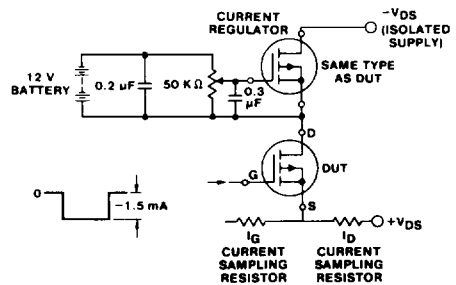 CURRENT
REGULATOR
-VDS
(ISOLATED
SUPPLY)
SAME TYPE
AS DUT
12 V
BATTERY
0.2 µF
50 KΩ
0.3
µF
D
DUT
G
0
-1.5 mA
S
+VDS
IG
CURRENT
SAMPLING
RESISTOR
ID
CURRENT
SAMPLING
RESISTOR